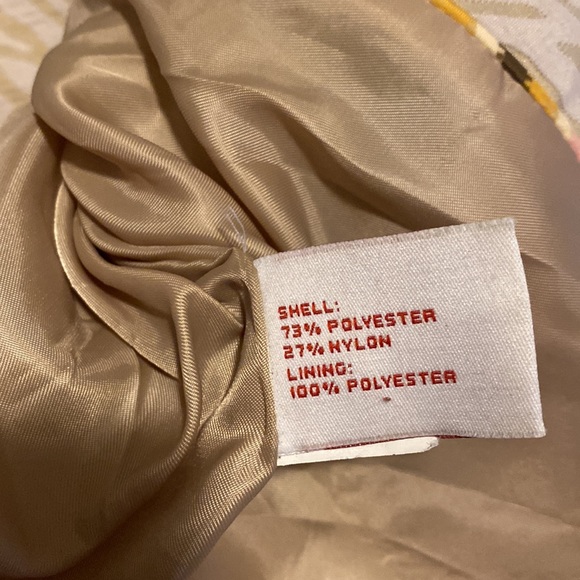 SHELL:
73% POLYESTER
27% NYLON
LINING:
100% POLYESTER